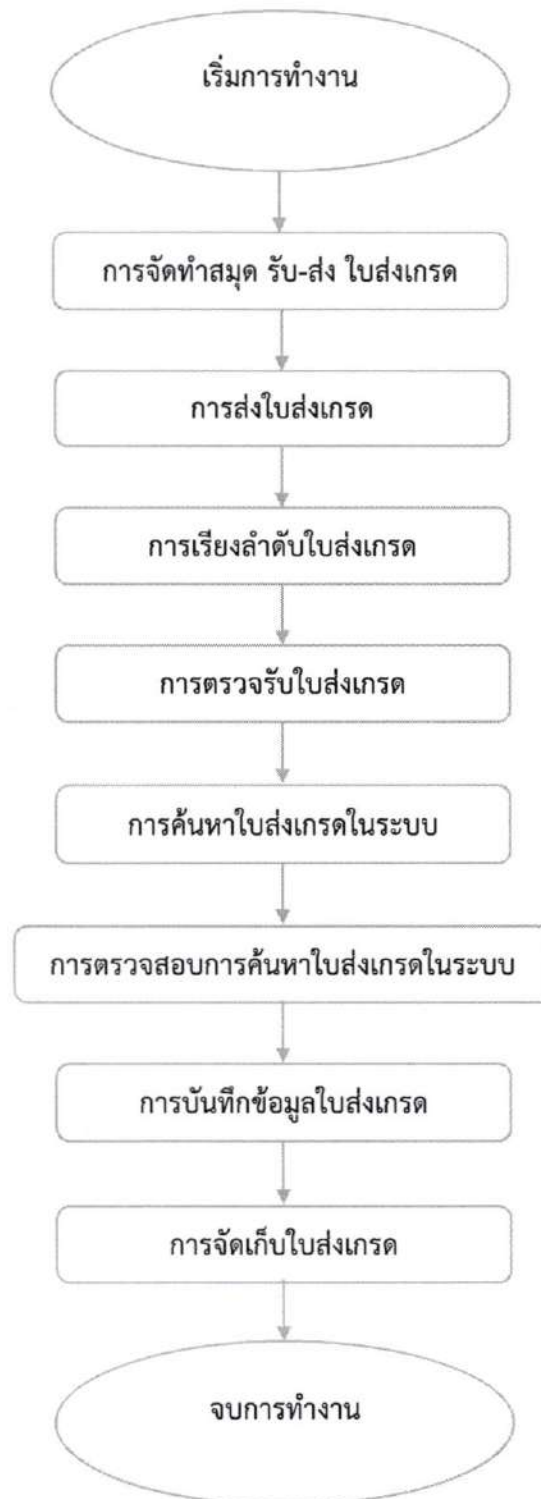 เริ่มการทำงาน
การจัดทำสมุด รับ-ส่ง ใบส่งเกรด
การส่งใบส่งเกรด
การเรียงลำดับใบส่งเกรด
การตรวจรับใบส่งเกรด
การค้นหาใบส่งเกรดในระบบ
การตรวจสอบการค้นหาใบส่งเกรดในระบบ
การบันทึกข้อมูลใบส่งเกรด
การจัดเก็บใบส่งเกรด
จบการทำงาน